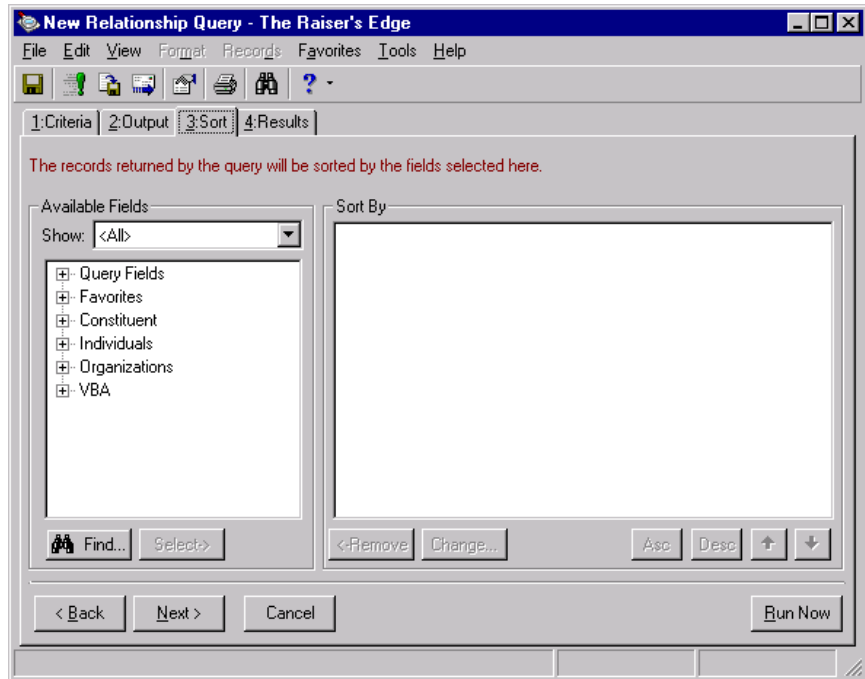 New Relationship Query - The Raiser's Edge
File Edit View Format Records Favorites Tools Help
?
1:Criteria 2:Output 3:Sort 4:Results
The records returned by the query will be sorted by the fields selected here.
Available Fields
Show: <All>
Query Fields
Favorites
Constituent
Individuals
Organizations
VBA
Find... Select->
Sort By
<-Remove Change... Asc Desc
< Back Next > Cancel Run Now